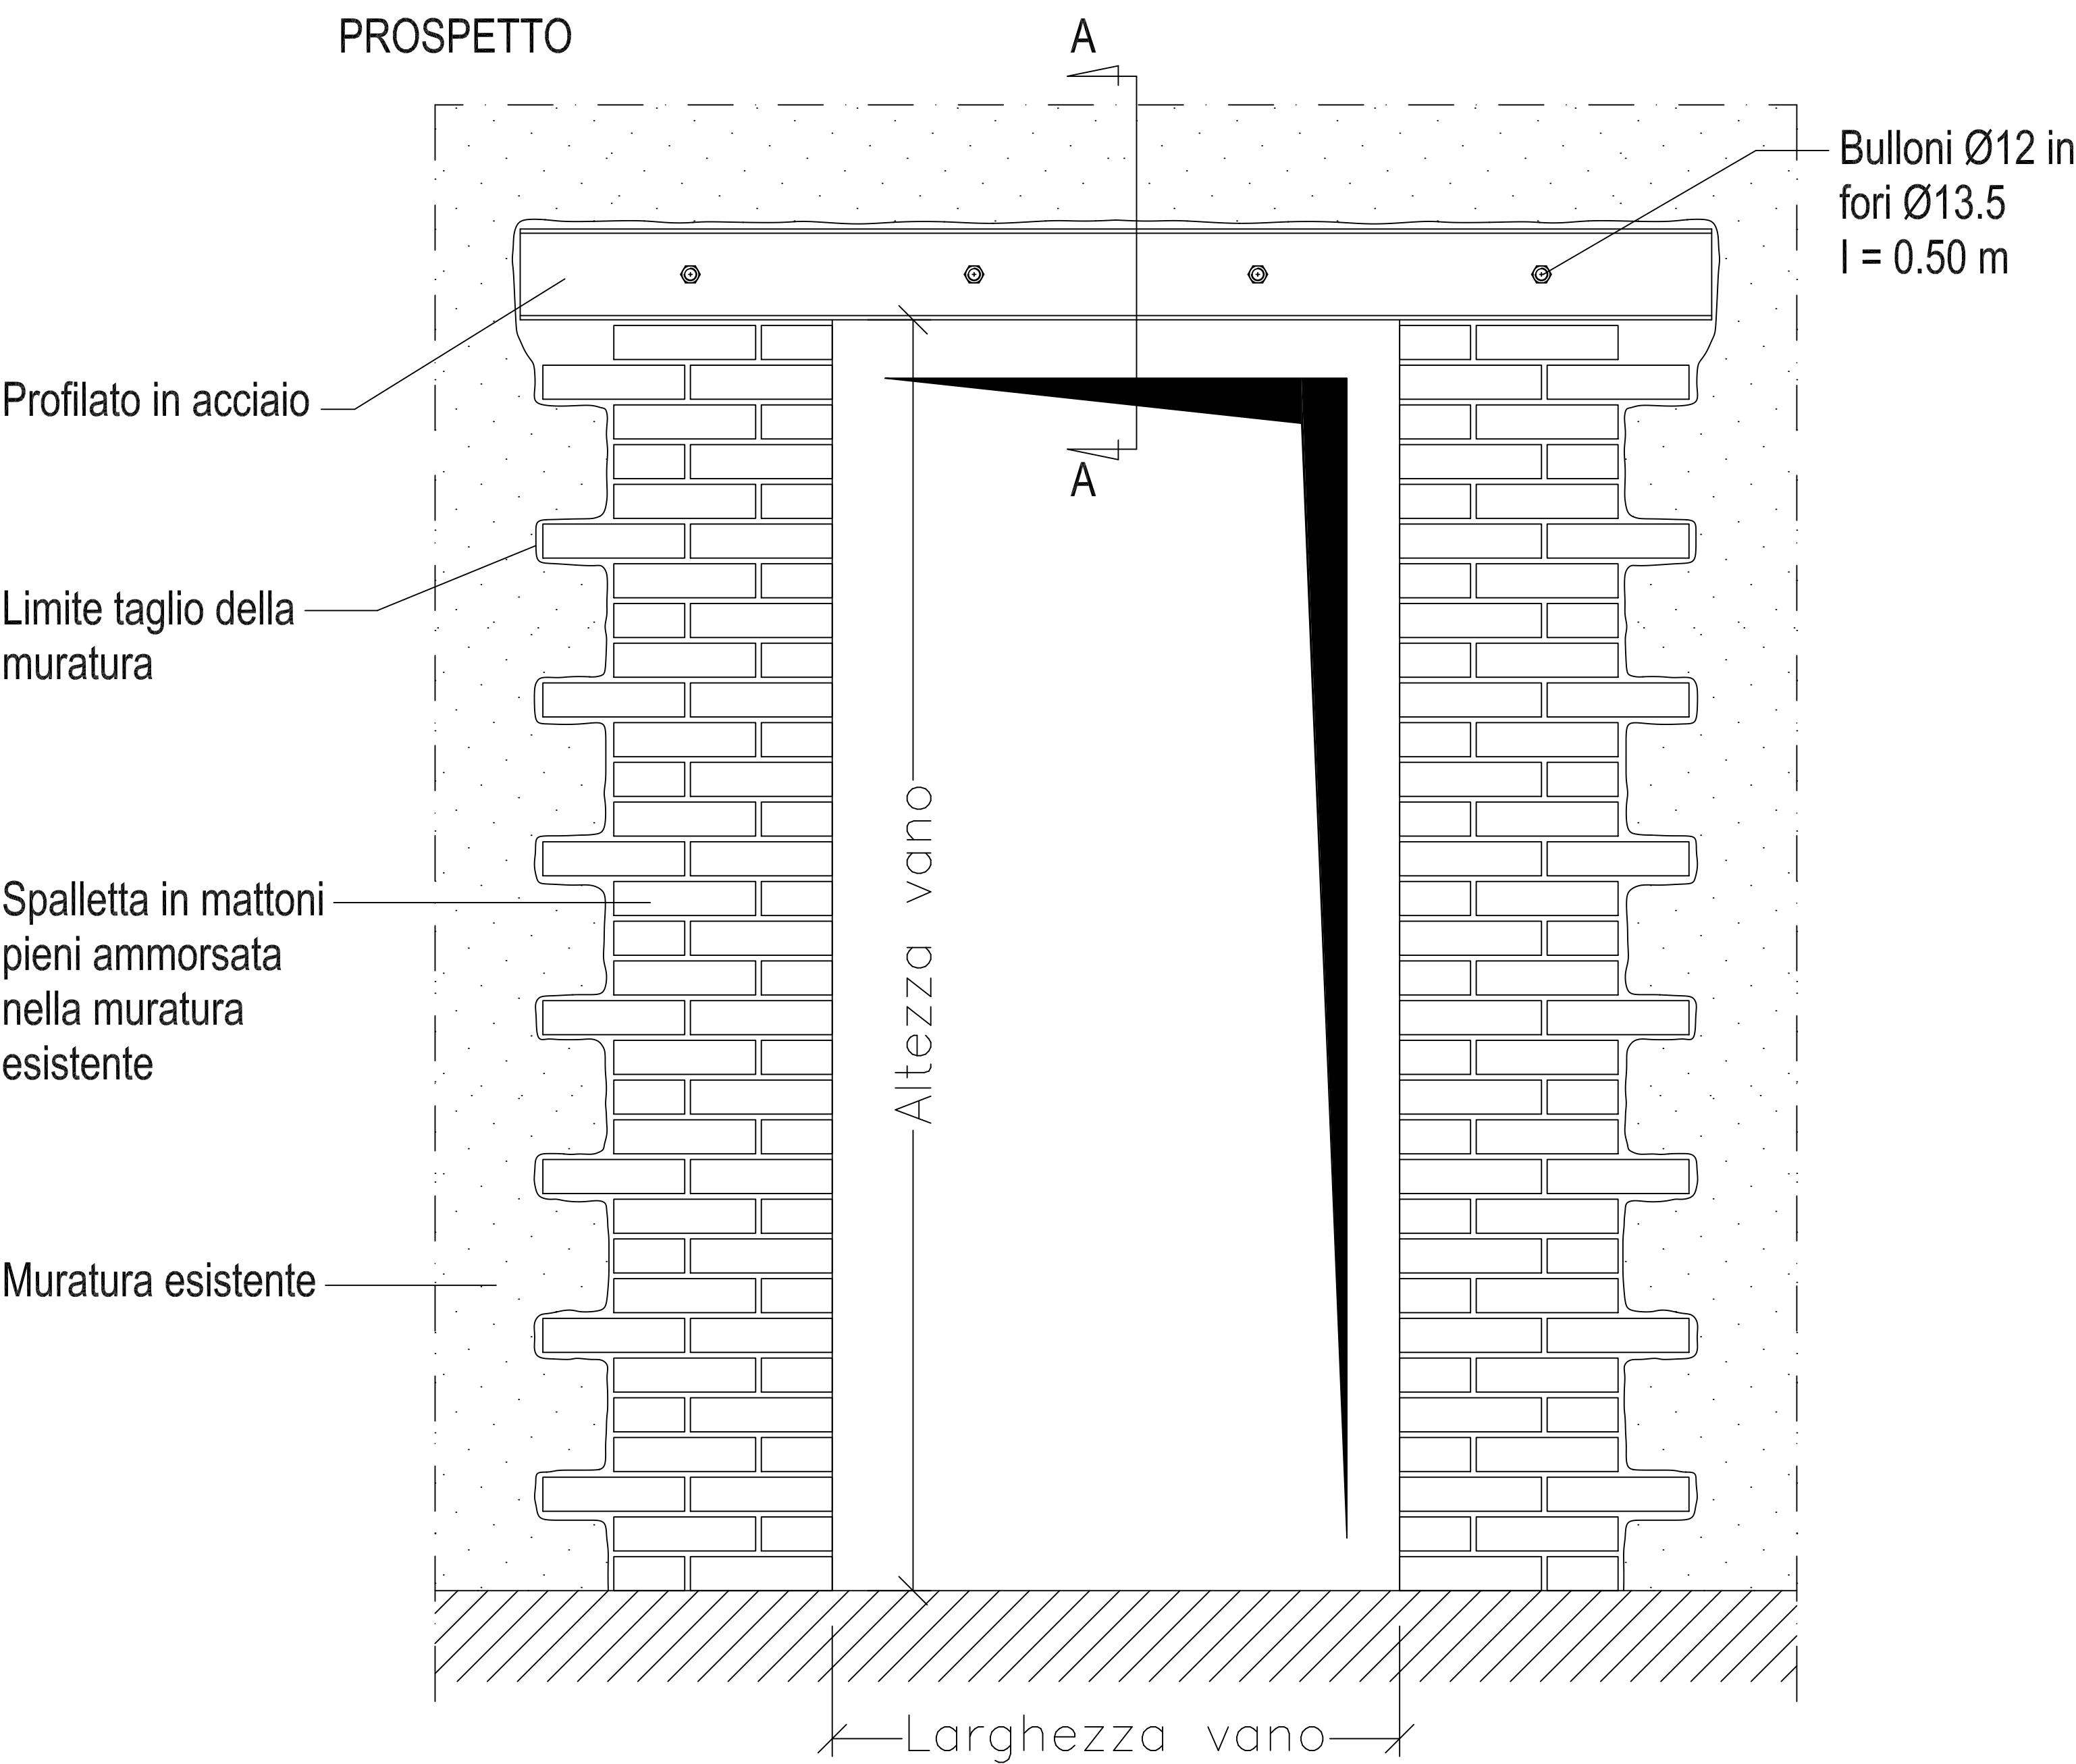 PROSPETTO
A
Bulloni Ø12 in
fori Ø13.5
I = 0.50 m
Profilato in acciaio
A
Limite taglio della
muratura
Spalletta in mattoni
pieni ammorsata
nella muratura
esistente
Altezza vano
Muratura esistente
Larghezza vano